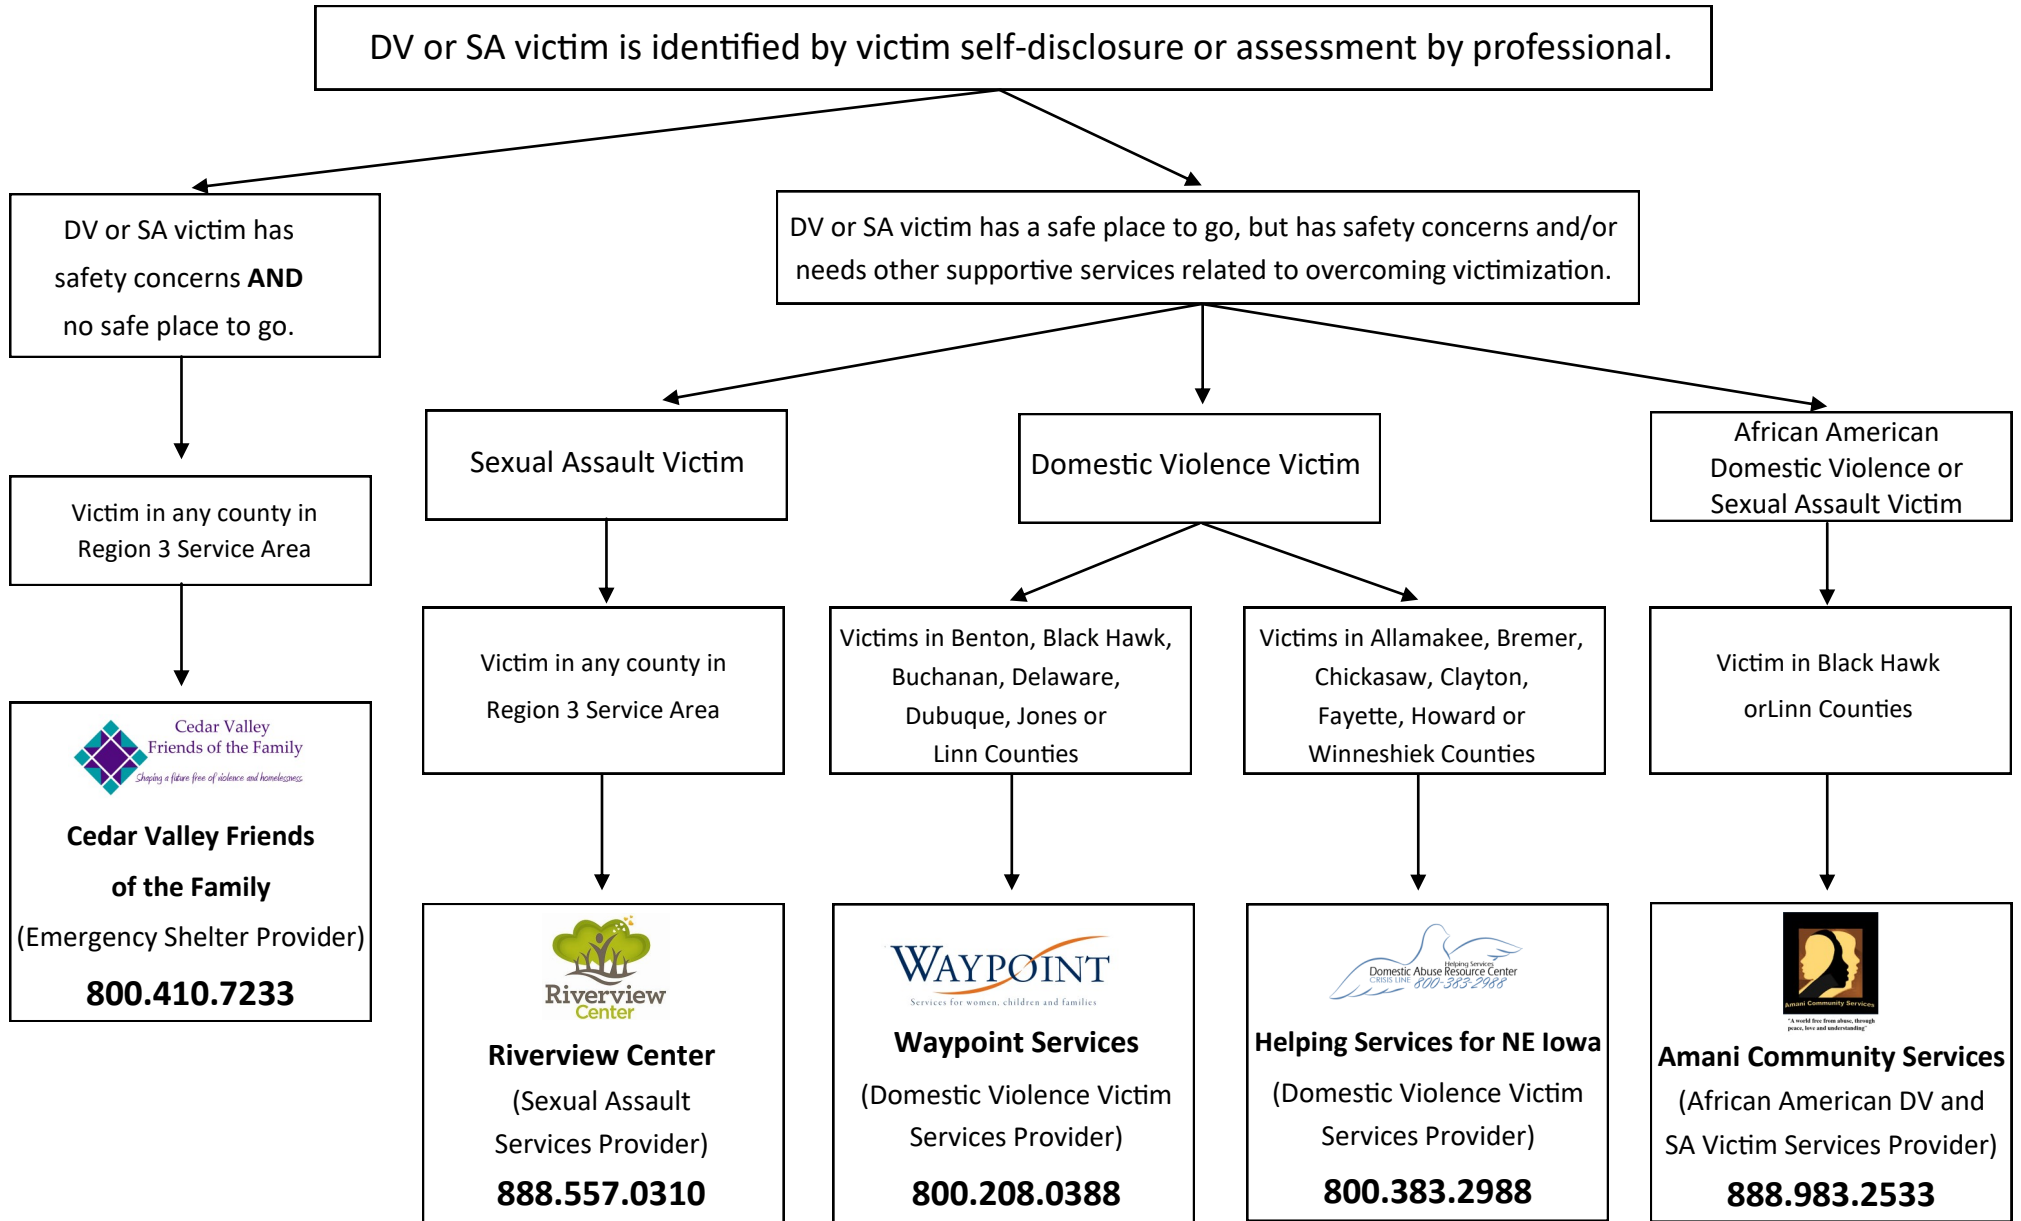 DV or SA victim is identified by victim self-disclosure or assessment by professional.
DV or SA victim has
safety concerns AND
no safe place to go.
DV or SA victim has a safe place to go, but has safety concerns and/or
needs other supportive services related to overcoming victimization.
Sexual Assault Victim
Domestic Violence Victim
African American
Domestic Violence or
Sexual Assault Victim
Victim in any county in
Region 3 Service Area
Victim in any county in
Region 3 Service Area
Victims in Benton, Black Hawk,
Buchanan, Delaware,
Dubuque, Jones or
Linn Counties
Victims in Allamakee, Bremer,
Chickasaw, Clayton,
Fayette, Howard or
Winneshiek Counties
Victim in Black Hawk
orLinn Counties
Cedar Valley
Friends of the Family
Shaping a future free of violence and homelessness
Cedar Valley Friends
of the Family
(Emergency Shelter Provider)
800.410.7233
Riverview
Center
Riverview Center
(Sexual Assault
Services Provider)
888.557.0310
WAYPOINT
Services for women, children and families
Waypoint Services
(Domestic Violence Victim
Services Provider)
800.208.0388
Helping Services
Domestic Abuse Resource Center
CRISIS LINE 800-383-2988
Helping Services for NE Iowa
(Domestic Violence Victim
Services Provider)
800.383.2988
Amani Community Services
"A world free from abuse, through
peace, love and understanding"
Amani Community Services
(African American DV and
SA Victim Services Provider)
888.983.2533